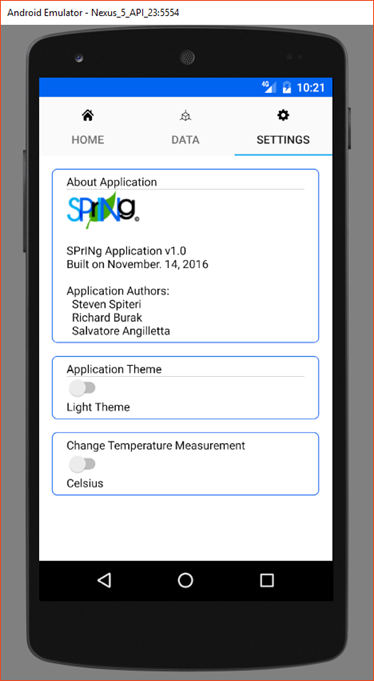 Android Emulator - Nexus_5_API_23:5554
4G 10:21
HOME DATA SETTINGS
About Application
SPrINg
©
SPrINg Application v1.0
Built on November. 14, 2016
Application Authors:
Steven Spiteri
Richard Burak
Salvatore Angilletta
Application Theme
Light Theme
Change Temperature Measurement
Celsius